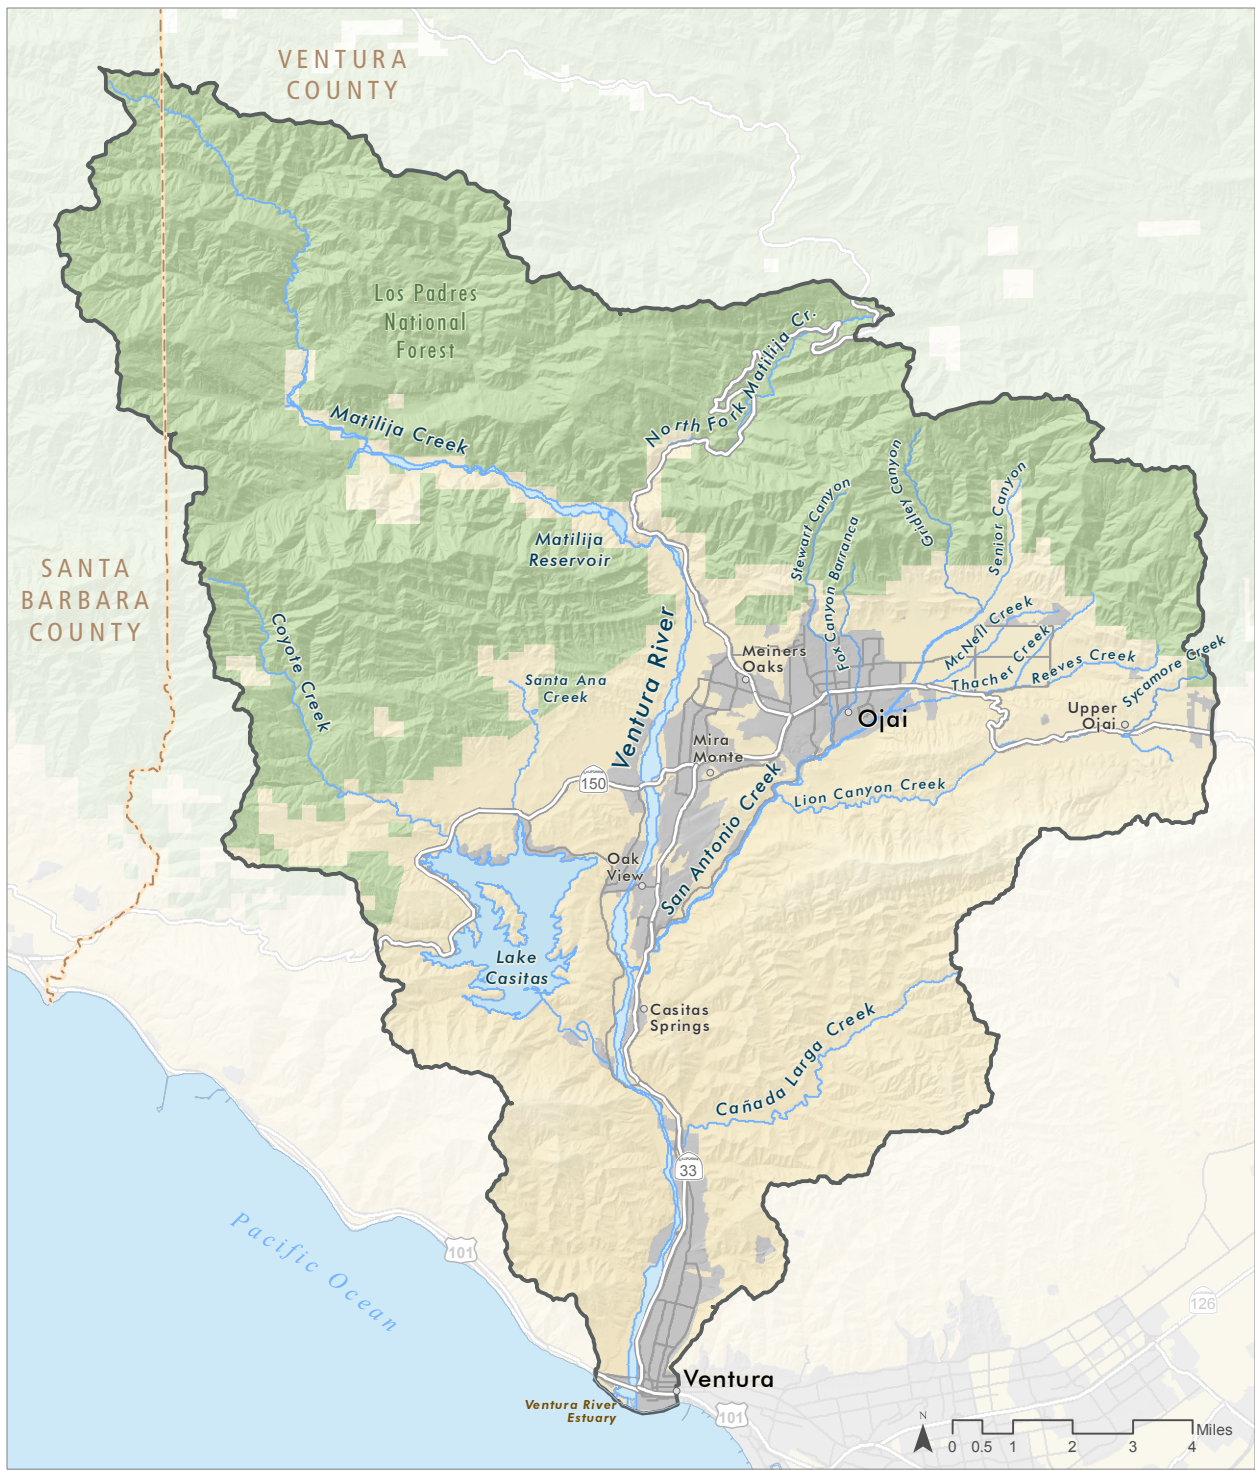 VENTURA
COUNTY
Los Padres
National
Forest
North Fork Matilija Cr.
Matilija Creek
Gridley Canyon
Senior Canyon
Stewart Canyon
Fox Canyon Barranca
Matilija
Reservoir
SANTA
BARBARA
COUNTY
Coyote Creek
Ventura River
McNell Creek
Thacher Creek
Reeves Creek
Sycamore Creek
Meiners
Oaks
Santa Ana
Creek
Upper
Ojai
Ojai
Mira
Monte
CALIFORNIA
150
Lion Canyon Creek
San Antonio Creek
Oak
View
Lake
Casitas
Casitas
Springs
Cañada Larga Creek
CALIFORNIA
33
Pacific Ocean
101
126
Ventura
Ventura River
Estuary
101
N
Miles
0 0.5 1 2 3 4